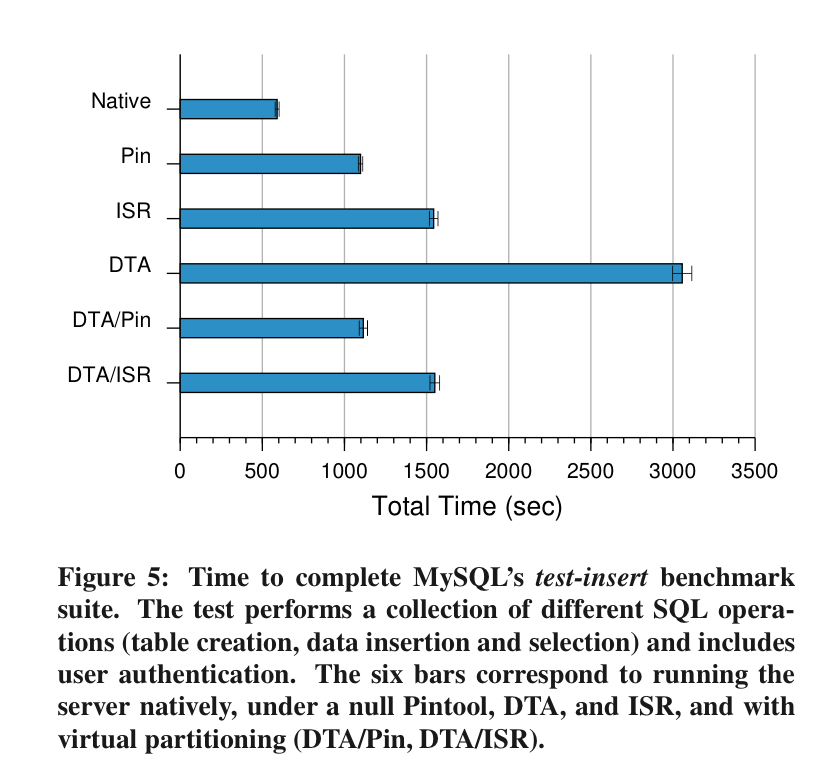 Native
Pin
ISR
DTA
DTA/Pin
DTA/ISR
0 500 1000 1500 2000 2500 3000 3500
Total Time (sec)
Figure 5: Time to complete MySQL's test-insert benchmark
suite. The test performs a collection of different SQL opera-
tions (table creation, data insertion and selection) and includes
user authentication. The six bars correspond to running the
server natively, under a null Pintool, DTA, and ISR, and with
virtual partitioning (DTA/Pin, DTA/ISR).